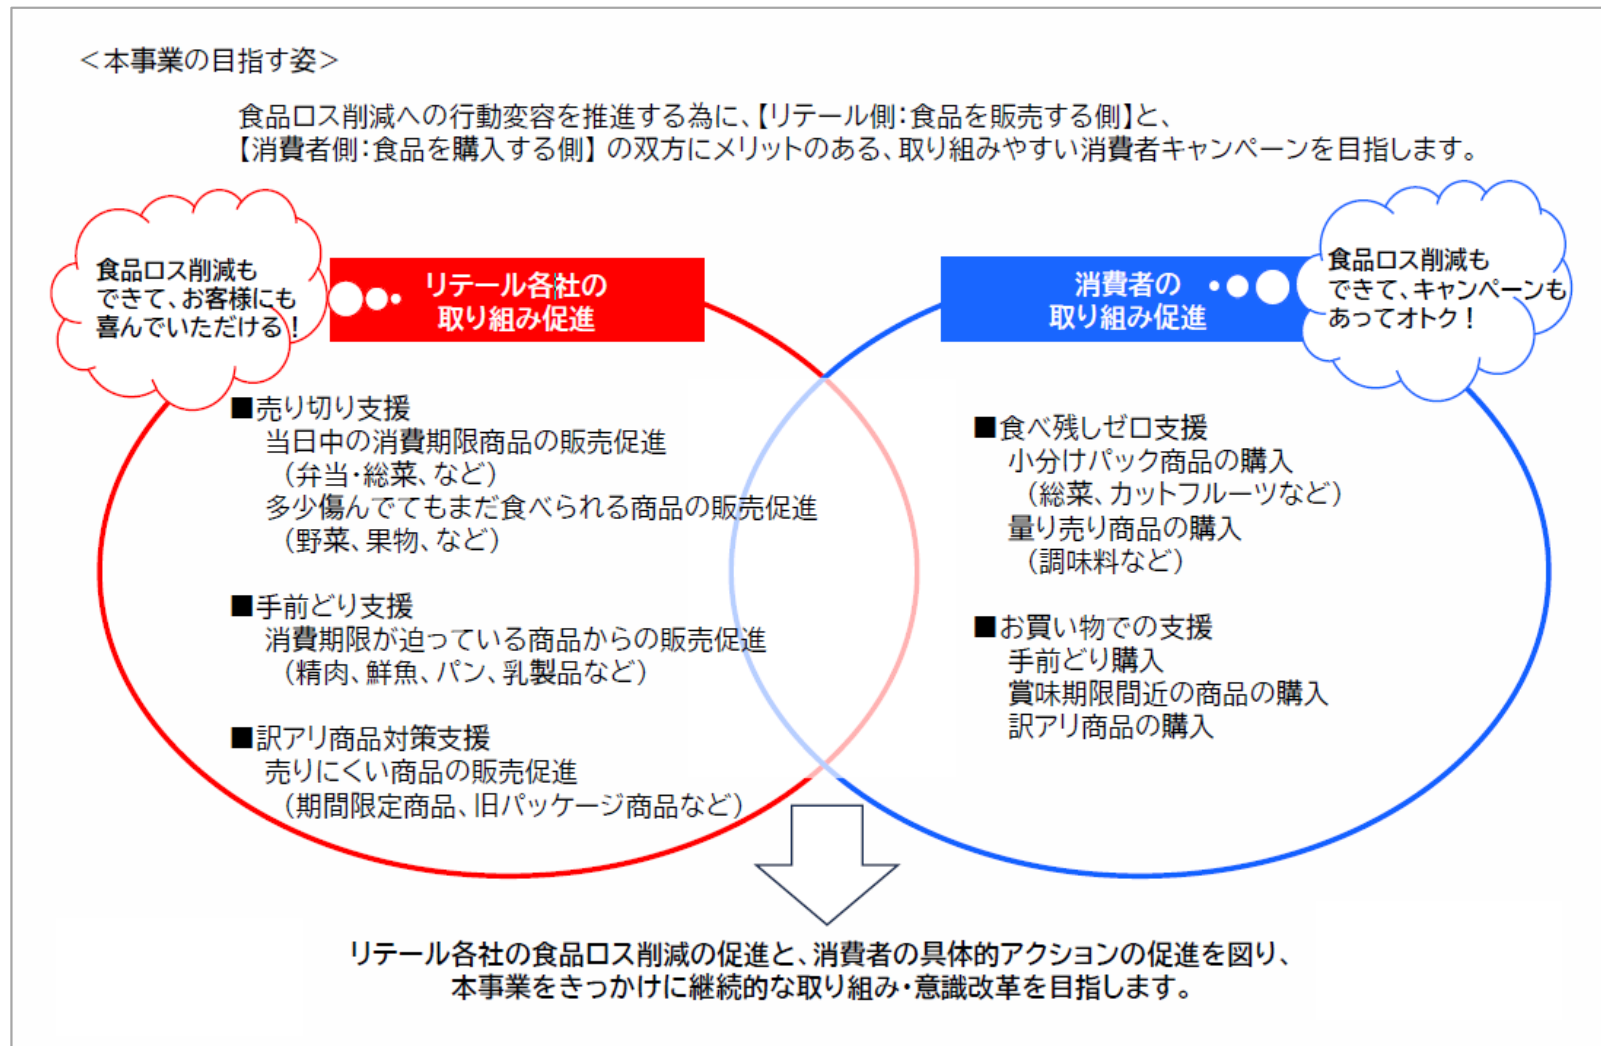 ＜本事業の目指す姿＞
食品ロス削減への行動変容を推進する為に、【リテール側：食品を販売する側】と、
【消費者側：食品を購入する側】の双方にメリットのある、取り組みやすい消費者キャンペーンを目指します。
食品ロス削減も
できて、お客様にも
喜んでいただける！
リテール各社の
取り組み促進
■売り切り支援
当日中の消費期限商品の販売促進
（弁当・総菜、など）
多少傷んでてもまだ食べられる商品の販売促進
（野菜、果物、など）
■手前どり支援
消費期限が迫っている商品からの販売促進
（精肉、鮮魚、パン、乳製品など）
■訳アリ商品対策支援
売りにくい商品の販売促進
（期間限定商品、旧パッケージ商品など）
消費者の
取り組み促進
食品ロス削減も
できて、キャンペーンも
あってオトク！
■食べ残しゼロ支援
小分けパック商品の購入
（総菜、カットフルーツなど）
量り売り商品の購入
（調味料など）
■お買い物での支援
手前どり購入
賞味期限間近の商品の購入
訳アリ商品の購入
リテール各社の食品ロス削減の促進と、消費者の具体的アクションの促進を図り、
本事業をきっかけに継続的な取り組み・意識改革を目指します。